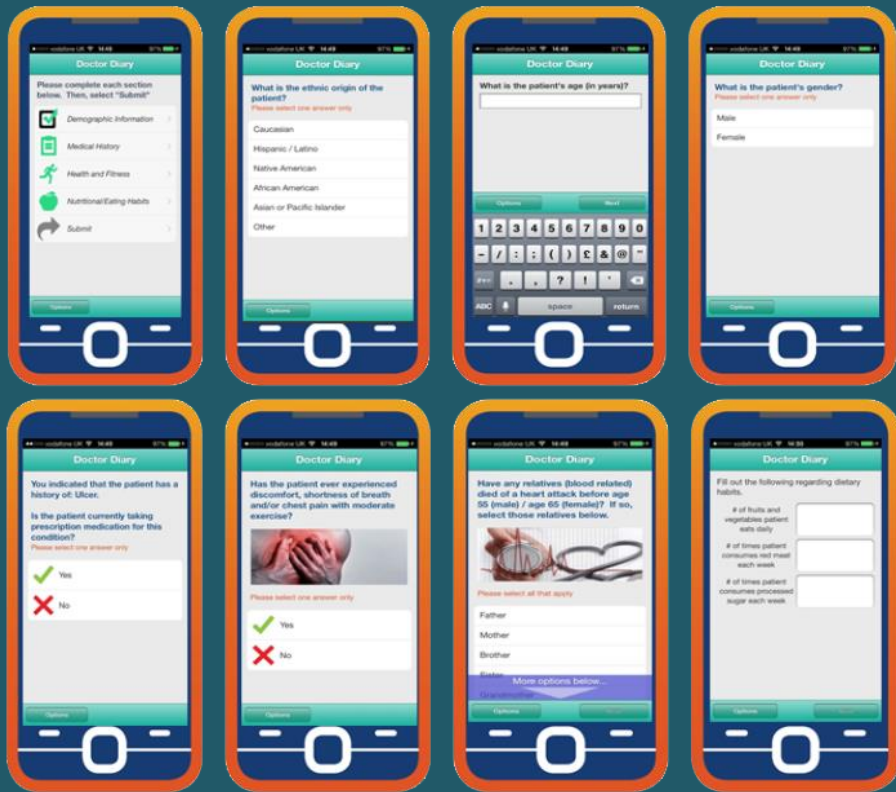 vodafone UK 14:49 97%
Doctor Diary
Please complete each section
below. Then, select "Submit"
Demographic Information
Medical History
Health and Fitness
Nutritional/Eating Habits
Submit
Options
vodafone UK 14:49 97%
Doctor Diary
What is the ethnic origin of the
patient?
Please select one answer only
Caucasian
Hispanic / Latino
Native American
African American
Asian or Pacific Islander
Other
Options
vodafone UK 14:49 97%
Doctor Diary
What is the patient's age (in years)?
Options Next
1 2 3 4 5 6 7 8 9 0
- / : ; ( ) £ & @ "
#+= . , ? ! '
ABC space return
vodafone UK 14:49 97%
Doctor Diary
What is the patient's gender?
Please select one answer only
Male
Female
Options
vodafone UK 14:49 97%
Doctor Diary
You indicated that the patient has a
history of: Ulcer.
Is the patient currently taking
prescription medication for this
condition?
Please select one answer only
Yes
No
Options
vodafone UK 14:49 97%
Doctor Diary
Has the patient ever experienced
discomfort, shortness of breath
and/or chest pain with moderate
exercise?
Please select one answer only
Yes
No
Options
vodafone UK 97%
Doctor Diary
Have any relatives (blood related)
died of a heart attack before age
55 (male) / age 65 (female)? If so,
select those relatives below.
Please select all that apply
Father
Mother
Brother
Sister
More options below...
Grandmother
Options Next
vodafone UK 97%
Doctor Diary
Fill out the following regarding dietary
habits.
# of fruits and
vegetables patient
eats daily
# of times patient
consumes red meat
each week
# of times patient
consumes processed
sugar each week
Options Next